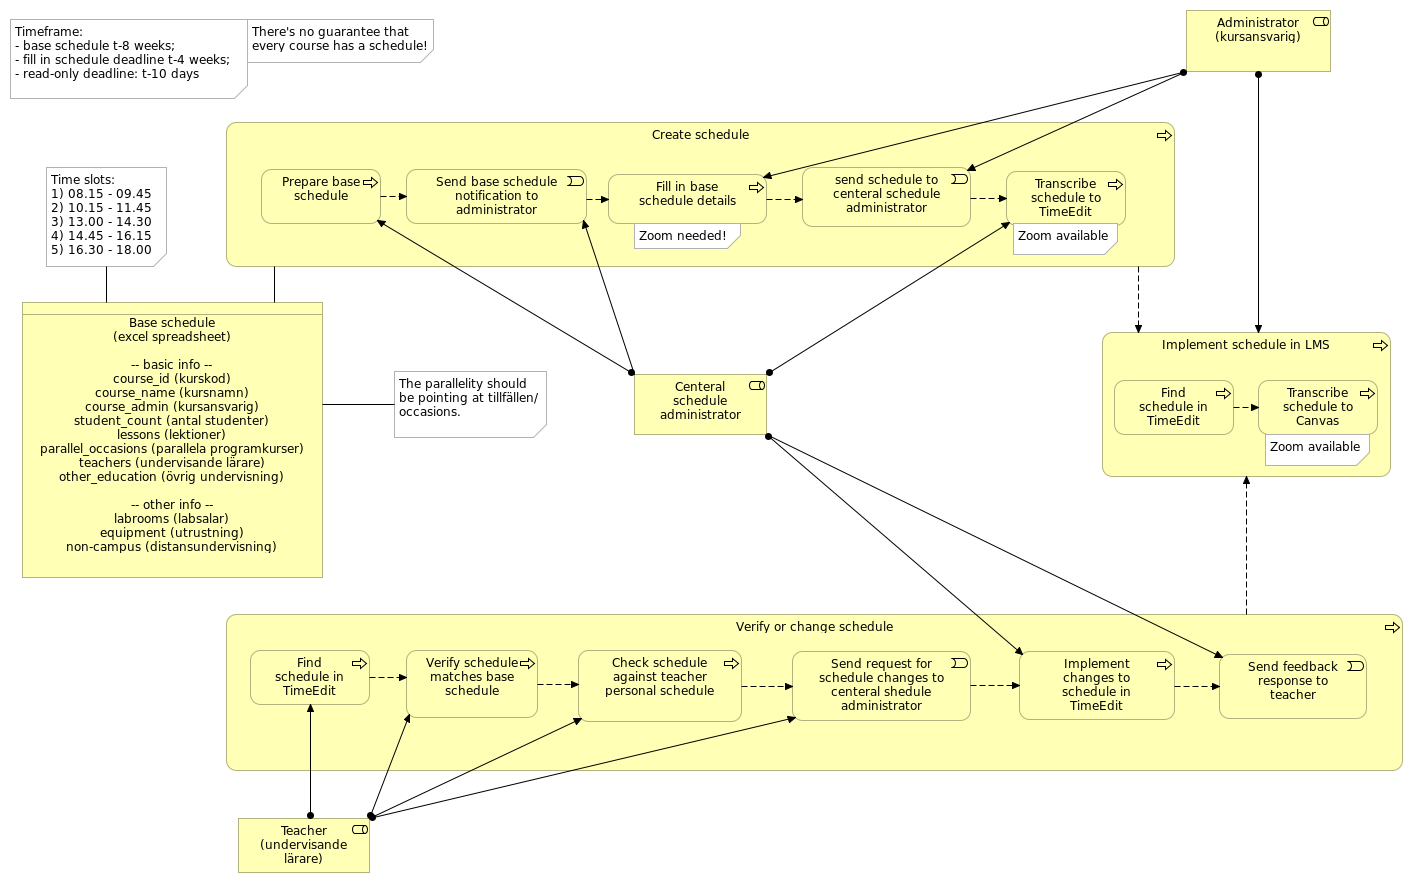 Timeframe:
- base schedule t-8 weeks;
- fill in schedule deadline t-4 weeks;
- read-only deadline: t-10 days
There's no guarantee that
every course has a schedule!
Administrator
(kursansvarig)
Create schedule
Prepare base
schedule
Send base schedule
notification to
administrator
Fill in base
schedule details
Zoom needed!
send schedule to
centeral schedule
administrator
Transcribe
schedule to
TimeEdit
Zoom available
Time slots:
1) 08.15 - 09.45
2) 10.15 - 11.45
3) 13.00 - 14.30
4) 14.45 - 16.15
5) 16.30 - 18.00
Base schedule
(excel spreadsheet)
-- basic info --
course_id (kurskod)
course_name (kursnamn)
course_admin (kursansvarig)
student_count (antal studenter)
lessons (lektioner)
parallel_occasions (parallela programkurser)
teachers (undervisande lärare)
other_education (övrig undervisning)
-- other info --
labrooms (labsalar)
equipment (utrustning)
non-campus (distansundervisning)
The parallelity should
be pointing at tillfällen/
occasions.
Centeral
schedule
administrator
Implement schedule in LMS
Find
schedule in
TimeEdit
Transcribe
schedule to
Canvas
Zoom available
Verify or change schedule
Find
schedule in
TimeEdit
Verify schedule
matches base
schedule
Check schedule
against teacher
personal schedule
Send request for
schedule changes to
centeral shedule
administrator
Implement
changes to
schedule in
TimeEdit
Send feedback
response to
teacher
Teacher
(undervisande
lärare)